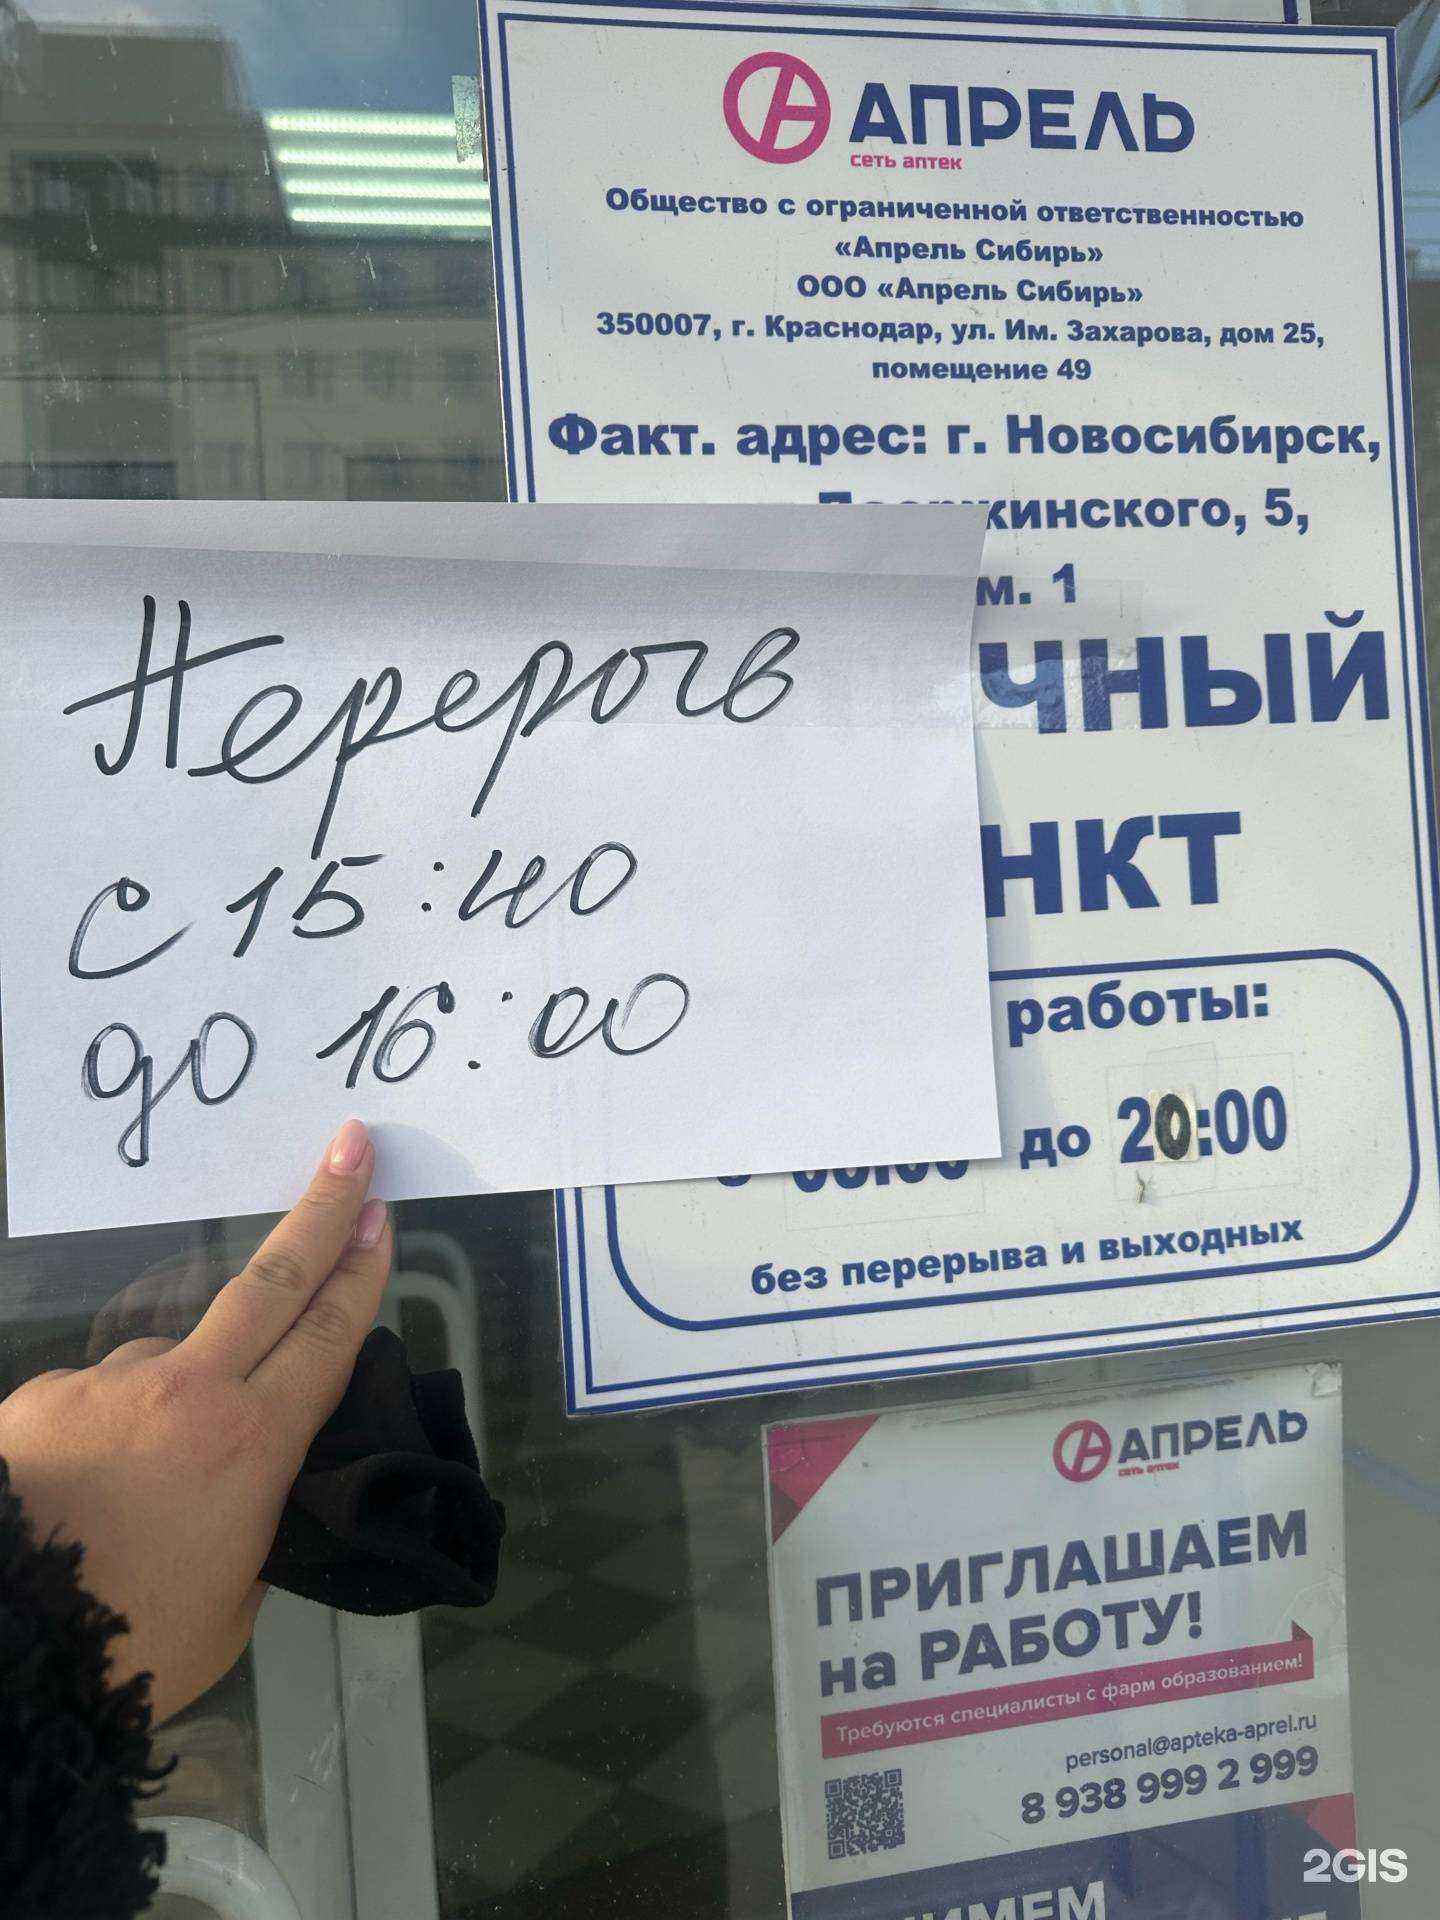 АПРЕЛЬ
сеть аптек
Общество с ограниченной ответственностью
«Апрель Сибирь»
ООО «Апрель Сибирь»
350007, г. Краснодар, ул. Им. Захарова, дом 25,
помещение 49
Факт. адрес: г. Новосибирск,
Дзержинского, 5,
м. 1
чный
нкт
работы:
до 20:00
без перерыва и выходных
Перерыв
с 15:40
до 16:00
АПРЕЛЬ
сеть аптек
ПРИГЛАШАЕМ
на РАБОТУ!
Требуются специалисты с фарм образованием!
personal@apteka-aprel.ru
8 938 999 2 999
2GIS